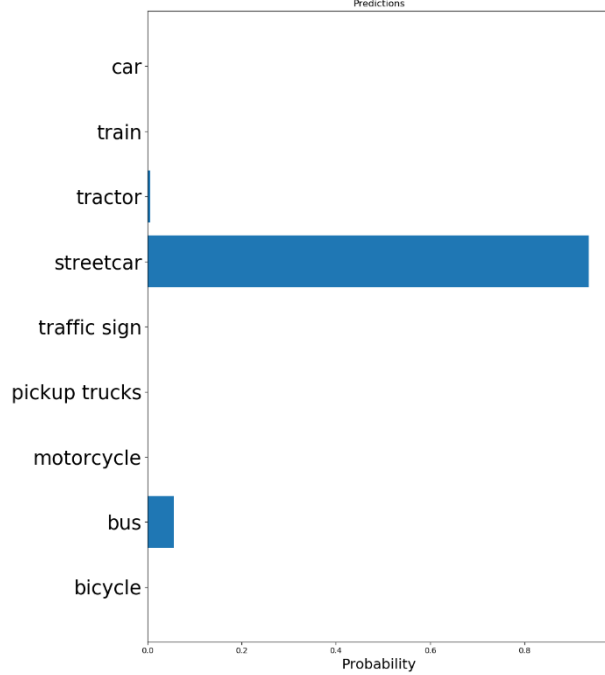 Predictions
car
train
tractor
streetcar
traffic sign
pickup trucks
motorcycle
bus
bicycle
0.0 0.2 0.4 0.6 0.8
Probability